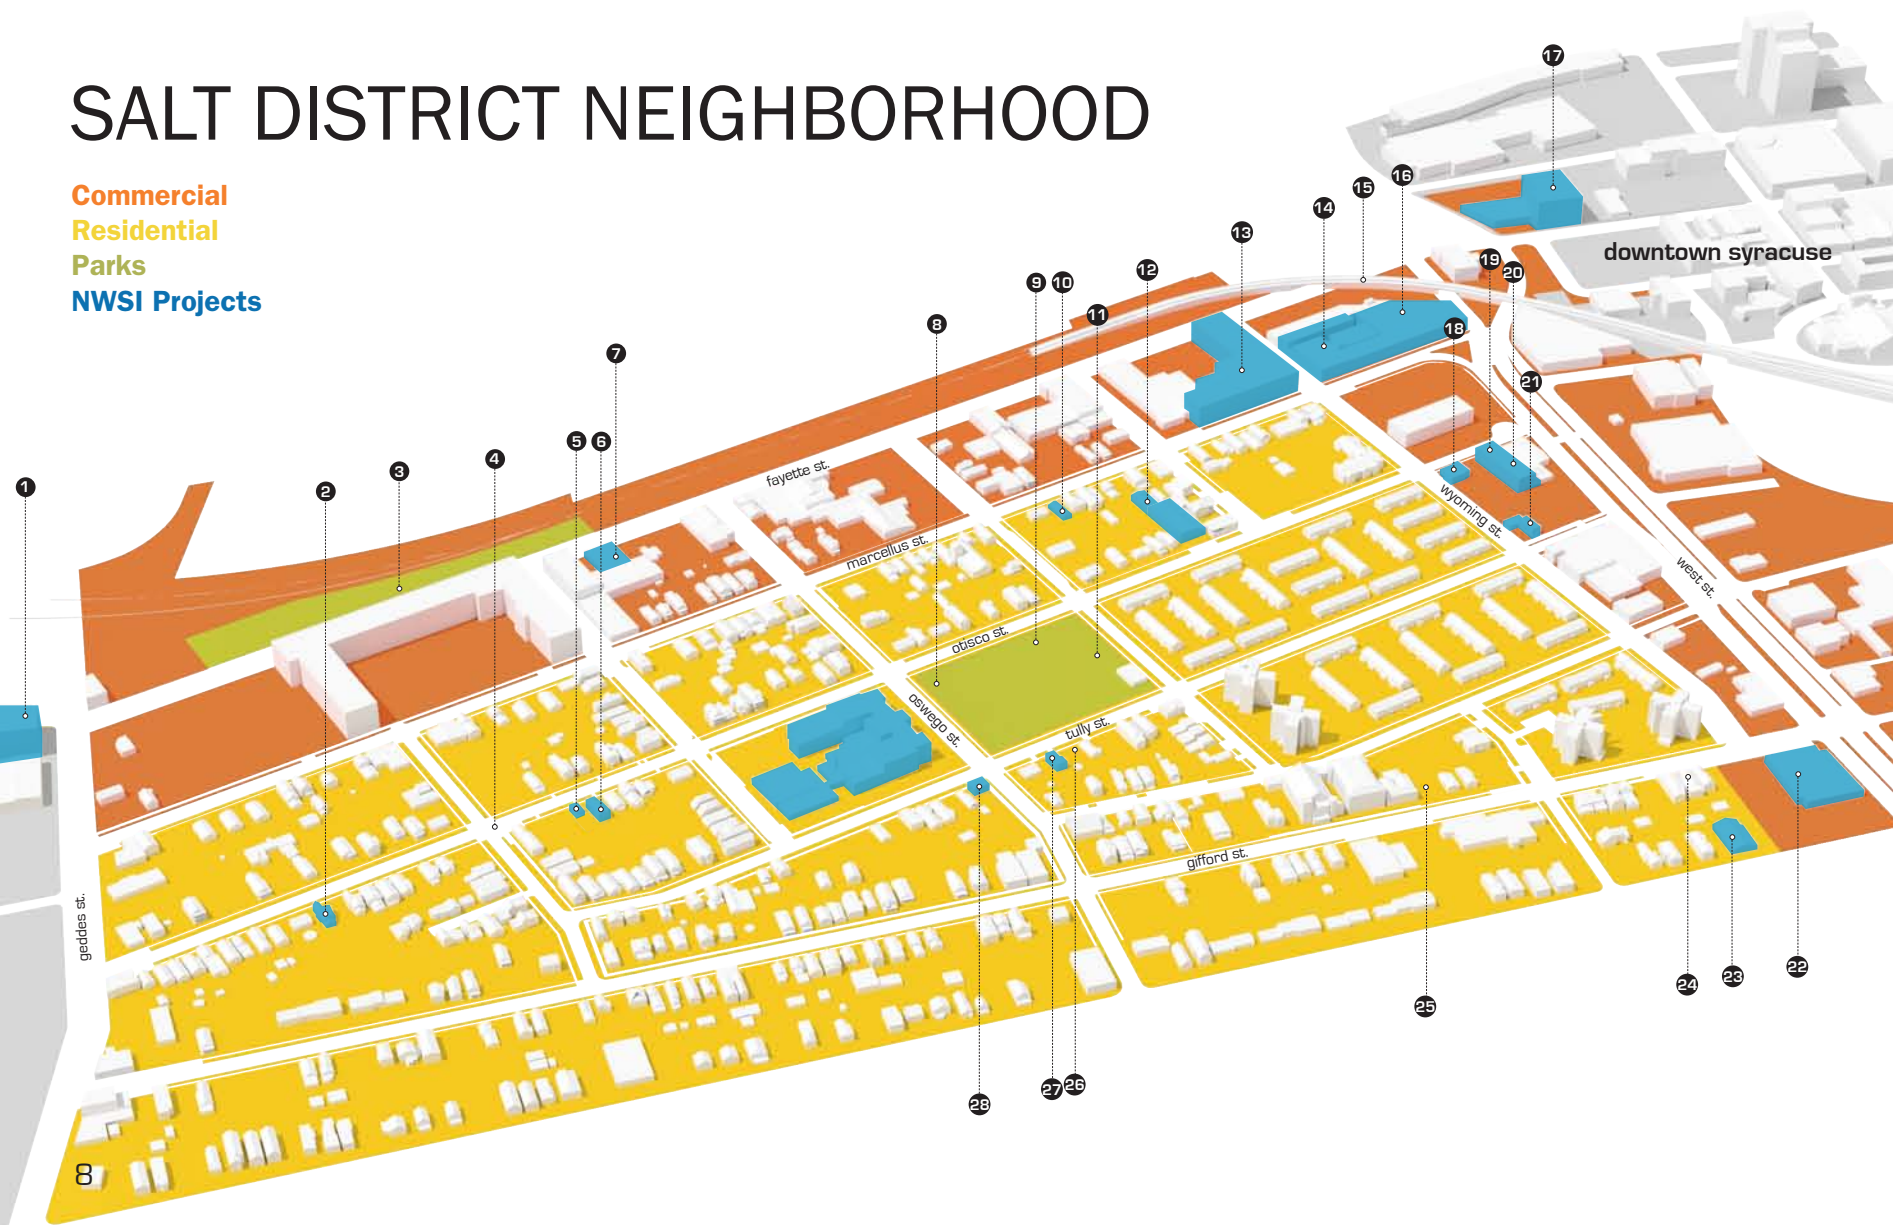 SALT DISTRICT NEIGHBORHOOD
Commercial
Residential
Parks
NWSI Projects
17
16
15
14
13
12
9
10
11
8
7
19
20
18
21
downtown syracuse
5
6
4
3
2
1
fayette st.
marcellus st.
otisco st.
oswego st.
tully st.
wyoming st.
west st.
gifford st.
geddes st.
22
23
24
25
26
27
28
8